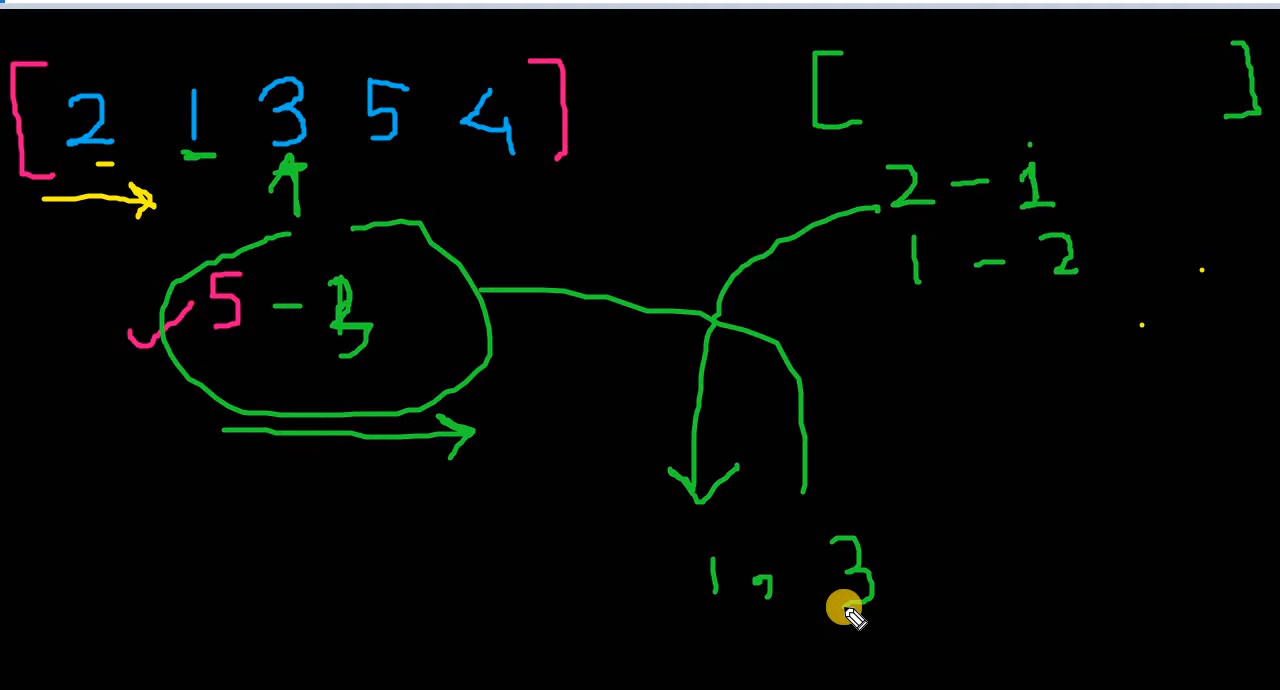 [ 2 1 3 5 4 ]
[ ]
2 - 1
1 - 2
5 - 3
1 , 3